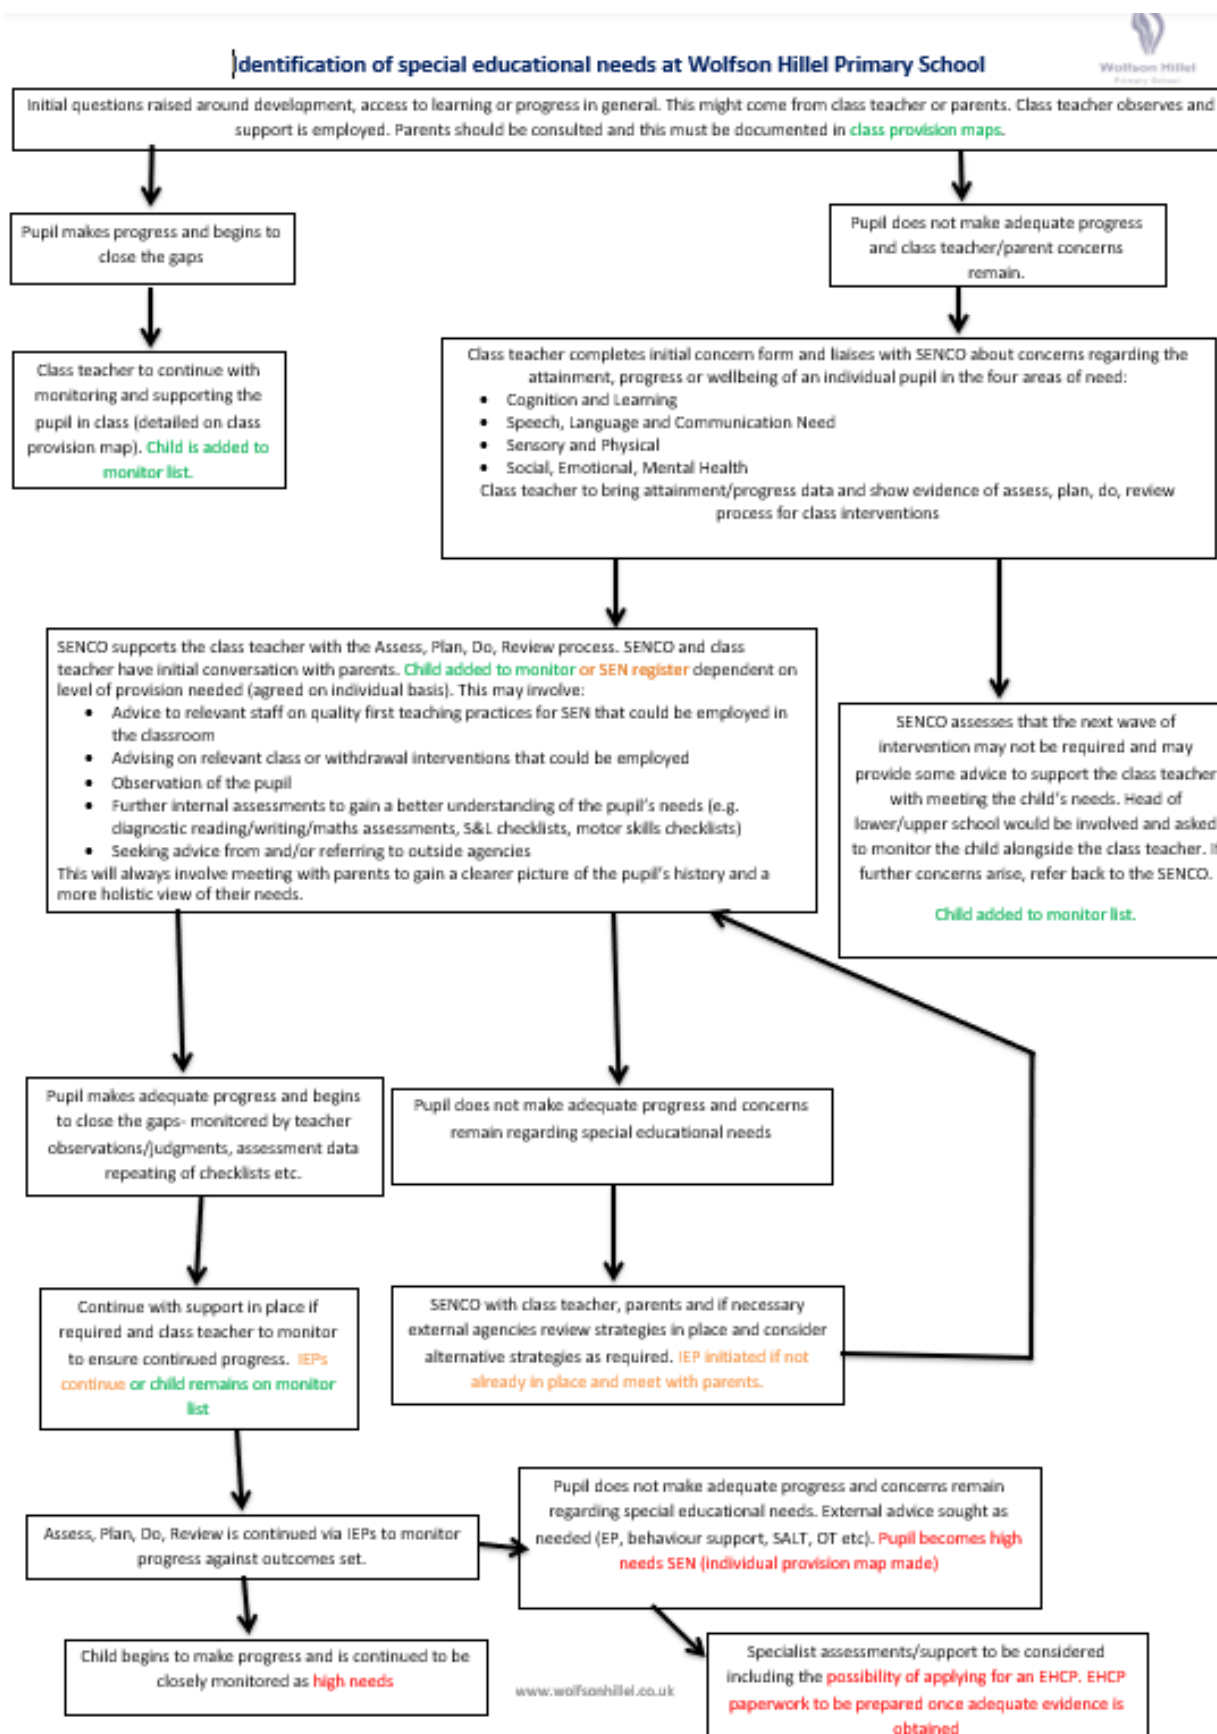 Wolfson Hillel
Primary School
Identification of special educational needs at Wolfson Hillel Primary School
Initial questions raised around development, access to learning or progress in general. This might come from class teacher or parents. Class teacher observes and
support is employed. Parents should be consulted and this must be documented in class provision maps.
Pupil makes progress and begins to
close the gaps
Pupil does not make adequate progress
and class teacher/parent concerns
remain.
Class teacher to continue with
monitoring and supporting the
pupil in class (detailed on class
provision map). Child is added to
monitor list.
Class teacher completes initial concern form and liaises with SENCO about concerns regarding the
attainment, progress or wellbeing of an individual pupil in the four areas of need:
• Cognition and Learning
• Speech, Language and Communication Need
• Sensory and Physical
• Social, Emotional, Mental Health
Class teacher to bring attainment/progress data and show evidence of assess, plan, do, review
process for class interventions
SENCO supports the class teacher with the Assess, Plan, Do, Review process. SENCO and class
teacher have initial conversation with parents. Child added to monitor or SEN register dependent on
level of provision needed (agreed on individual basis). This may involve:
• Advice to relevant staff on quality first teaching practices for SEN that could be employed in
the classroom
• Advising on relevant class or withdrawal interventions that could be employed
• Observation of the pupil
• Further internal assessments to gain a better understanding of the pupil's needs (e.g.
diagnostic reading/writing/maths assessments, S&L checklists, motor skills checklists)
• Seeking advice from and/or referring to outside agencies
This will always involve meeting with parents to gain a clearer picture of the pupil's history and a
more holistic view of their needs.
SENCO assesses that the next wave of
intervention may not be required and may
provide some advice to support the class teacher
with meeting the child's needs. Head of
lower/upper school would be involved and asked
to monitor the child alongside the class teacher.
further concerns arise, refer back to the SENCO.
Child added to monitor list.
Pupil makes adequate progress and begins
to close the gaps- monitored by teacher
observations/judgments, assessment data
repeating of checklists etc.
Pupil does not make adequate progress and concerns
remain regarding special educational needs
Continue with support in place if
required and class teacher to monitor
to ensure continued progress. IEPs
continue or child remains on monitor
list
SENCO with class teacher, parents and if necessary
external agencies review strategies in place and consider
alternative strategies as required. IEP initiated if not
already in place and meet with parents.
Assess, Plan, Do, Review is continued via IEPs to monitor
progress against outcomes set.
Pupil does not make adequate progress and concerns remain
regarding special educational needs. External advice sought as
needed (EP, behaviour support, SALT, OT etc). Pupil becomes high
needs SEN (individual provision map made)
Child begins to make progress and is continued to be
closely monitored as high needs
www.wolfsonhillel.co.uk
Specialist assessments/support to be considered
including the possibility of applying for an EHCP. EHCP
paperwork to be prepared once adequate evidence is
obtained